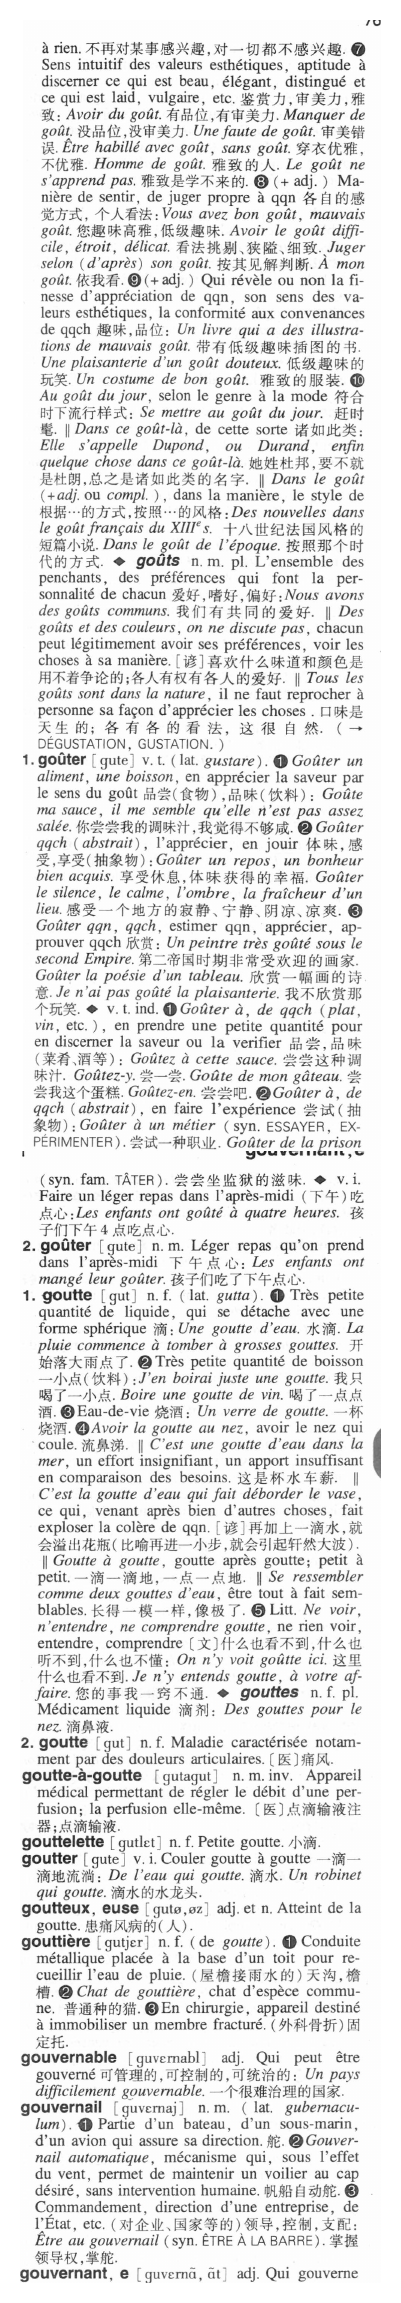 à rien. 不再对某事感兴趣,对一切都不感兴趣. ❼
Sens intuitif des valeurs esthétiques, aptitude à
discerner ce qui est beau, élégant, distingué et
ce qui est laid, vulgaire, etc. 鉴赏力,审美力,雅
致: Avoir du goût. 有品位,有审美力. Manquer de
goût. 没品位,没审美力. Une faute de goût. 审美错
误. Être habillé avec goût, sans goût. 穿衣优雅,
不优雅. Homme de goût. 雅致的人. Le goût ne
s'apprend pas. 雅致是学不来的. ❽ (+ adj. ) Ma-
nière de sentir, de juger propre à qqn 各自的感
觉方式, 个人看法: Vous avez bon goût, mauvais
goût. 您趣味高雅,低级趣味. Avoir le goût diffi-
cile, étroit, délicat. 看法挑剔、狭隘、细致. Juger
selon (d'après) son goût. 按其见解判断. À mon
goût. 依我看. ❾ (+ adj. ) Qui révèle ou non la fi-
nesse d'appréciation de qqn, son sens des va-
leurs esthétiques, la conformité aux convenances
de qqch 趣味,品位: Un livre qui a des illustra-
tions de mauvais goût. 带有低级趣味插图的书.
Une plaisanterie d'un goût douteux. 低级趣味的
玩笑. Un costume de bon goût. 雅致的服装. ❿
Au goût du jour, selon le genre à la mode 符合
时下流行样式: Se mettre au goût du jour. 赶时
髦. ‖ Dans ce goût-là, de cette sorte 诸如此类:
Elle s'appelle Dupond, ou Durand, enfin
quelque chose dans ce goût-là. 她姓杜邦,要不就
是杜朗,总之是诸如此类的名字. ‖ Dans le goût
(+adj. ou compl. ), dans la manière, le style de
根据…的方式,按照…的风格: Des nouvelles dans
le goût français du XIIIᵉ s. 十八世纪法国风格的
短篇小说. Dans le goût de l'époque. 按照那个时
代的方式. ◆ goûts n. m. pl. L'ensemble des
penchants, des préférences qui font la per-
sonnalité de chacun 爱好,嗜好,偏好: Nous avons
des goûts communs. 我们有共同的爱好. ‖ Des
goûts et des couleurs, on ne discute pas, chacun
peut légitimement avoir ses préférences, voir les
choses à sa manière. [谚]喜欢什么味道和颜色是
用不着争论的;各人有权有各人的爱好. ‖ Tous les
goûts sont dans la nature, il ne faut reprocher à
personne sa façon d'apprécier les choses . 口味是
天生的; 各有各的看法, 这很自然. (→
DÉGUSTATION, GUSTATION. )
1. goûter [gute] v. t. ( lat. gustare). ❶ Goûter un
aliment, une boisson, en apprécier la saveur par
le sens du goût 品尝(食物),品味(饮料): Goûte
ma sauce, il me semble qu'elle n'est pas assez
salée. 你尝尝我的调味汁,我觉得不够咸. ❷ Goûter
qqch ( abstrait), l'apprécier, en jouir 体味,感
受,享受(抽象物): Goûter un repos, un bonheur
bien acquis. 享受休息,体味获得的幸福. Goûter
le silence, le calme, l'ombre, la fraîcheur d'un
lieu. 感受一个地方的寂静、宁静、阴凉、凉爽. ❸
Goûter qqn, qqch, estimer qqn, apprécier, ap-
prouver qqch 欣赏: Un peintre très goûté sous le
second Empire. 第二帝国时期非常受欢迎的画家.
Goûter la poésie d'un tableau. 欣赏一幅画的诗
意. Je n'ai pas goûté la plaisanterie. 我不欣赏那
个玩笑. ◆ v. t. ind. ❶ Goûter à, de qqch (plat,
vin, etc. ), en prendre une petite quantité pour
en discerner la saveur ou la verifier 品尝,品味
(菜肴、酒等): Goûtez à cette sauce. 尝尝这种调
味汁. Goûtez-y. 尝一尝. Goûte de mon gâteau. 尝
尝我这个蛋糕. Goûtez-en. 尝尝吧. ❷ Goûter à, de
qqch (abstrait), en faire l'expérience 尝试(抽
象物): Goûter à un métier (syn. ESSAYER, EX-
PÉRIMENTER). 尝试一种职业. Goûter de la prison
(syn. fam. TÂTER). 尝尝坐监狱的滋味. ◆ v. i.
Faire un léger repas dans l'après-midi (下午)吃
点心: Les enfants ont goûté à quatre heures. 孩
子们下午4点吃点心.
2. goûter [gute] n. m. Léger repas qu'on prend
dans l'après-midi 下午点心: Les enfants ont
mangé leur goûter. 孩子们吃了下午点心.
1. goutte [gut] n. f. ( lat. gutta). ❶ Très petite
quantité de liquide, qui se détache avec une
forme sphérique 滴: Une goutte d'eau. 水滴. La
pluie commence à tomber à grosses gouttes. 开
始落大雨点了. ❷ Très petite quantité de boisson
一小点(饮料): J'en boirai juste une goutte. 我只
喝了一小点. Boire une goutte de vin. 喝了一点点
酒. ❸ Eau-de-vie 烧酒: Un verre de goutte. 一杯
烧酒. ❹ Avoir la goutte au nez, avoir le nez qui
coule. 流鼻涕. ‖ C'est une goutte d'eau dans la
mer, un effort insignifiant, un apport insuffisant
en comparaison des besoins. 这是杯水车薪. ‖
C'est la goutte d'eau qui fait déborder le vase,
ce qui, venant après bien d'autres choses, fait
exploser la colère de qqn. [谚]再加上一滴水,就
会溢出花瓶(比喻再进一小步,就会引起轩然大波).
‖ Goutte à goutte, goutte après goutte; petit à
petit. 一滴一滴地,一点一点地. ‖ Se ressembler
comme deux gouttes d'eau, être tout à fait sem-
blables. 长得一模一样,像极了. ❺ Litt. Ne voir,
n'entendre, ne comprendre goutte, ne rien voir,
entendre, comprendre [文]什么也看不到,什么也
听不到,什么也不懂: On n'y voit goûtte ici. 这里
什么也看不到. Je n'y entends goutte, à votre af-
faire. 您的事我一窍不通. ◆ gouttes n. f. pl.
Médicament liquide 滴剂: Des gouttes pour le
nez. 滴鼻液.
2. goutte [gut] n. f. Maladie caractérisée notam-
ment par des douleurs articulaires. [医]痛风.
goutte-à-goutte [gutagut] n. m. inv. Appareil
médical permettant de régler le débit d'une per-
fusion; la perfusion elle-même. [医]点滴输液注
器;点滴输液.
gouttelette [gutlɛt] n. f. Petite goutte. 小滴.
goutter [gute] v. i. Couler goutte à goutte 一滴一
滴地流淌: De l'eau qui goutte. 滴水. Un robinet
qui goutte. 滴水的水龙头.
goutteux, euse [gutø,øz] adj. et n. Atteint de la
goutte. 患痛风病的(人).
gouttière [gutjɛr] n. f. ( de goutte). ❶ Conduite
métallique placée à la base d'un toit pour re-
cueillir l'eau de pluie. (屋檐接雨水的)天沟,檐
槽. ❷ Chat de gouttière, chat d'espèce commu-
ne. 普通种的猫. ❸ En chirurgie, appareil destiné
à immobiliser un membre fracturé. (外科骨折)固
定托.
gouvernable [guvɛrnabl] adj. Qui peut être
gouverné 可管理的,可控制的,可统治的: Un pays
difficilement gouvernable. 一个很难治理的国家.
gouvernail [guvɛrnaj] n. m. ( lat. gubernacu-
lum). ❶ Partie d'un bateau, d'un sous-marin,
d'un avion qui assure sa direction. 舵. ❷ Gouver-
nail automatique, mécanisme qui, sous l'effet
du vent, permet de maintenir un voilier au cap
désiré, sans intervention humaine. 帆船自动舵. ❸
Commandement, direction d'une entreprise, de
l'État, etc. (对企业、国家等的)领导,控制,支配:
Être au gouvernail (syn. ÊTRE À LA BARRE). 掌握
领导权,掌舵.
gouvernant, e [guvɛrnɑ̃, ɑ̃t] adj. Qui gouverne